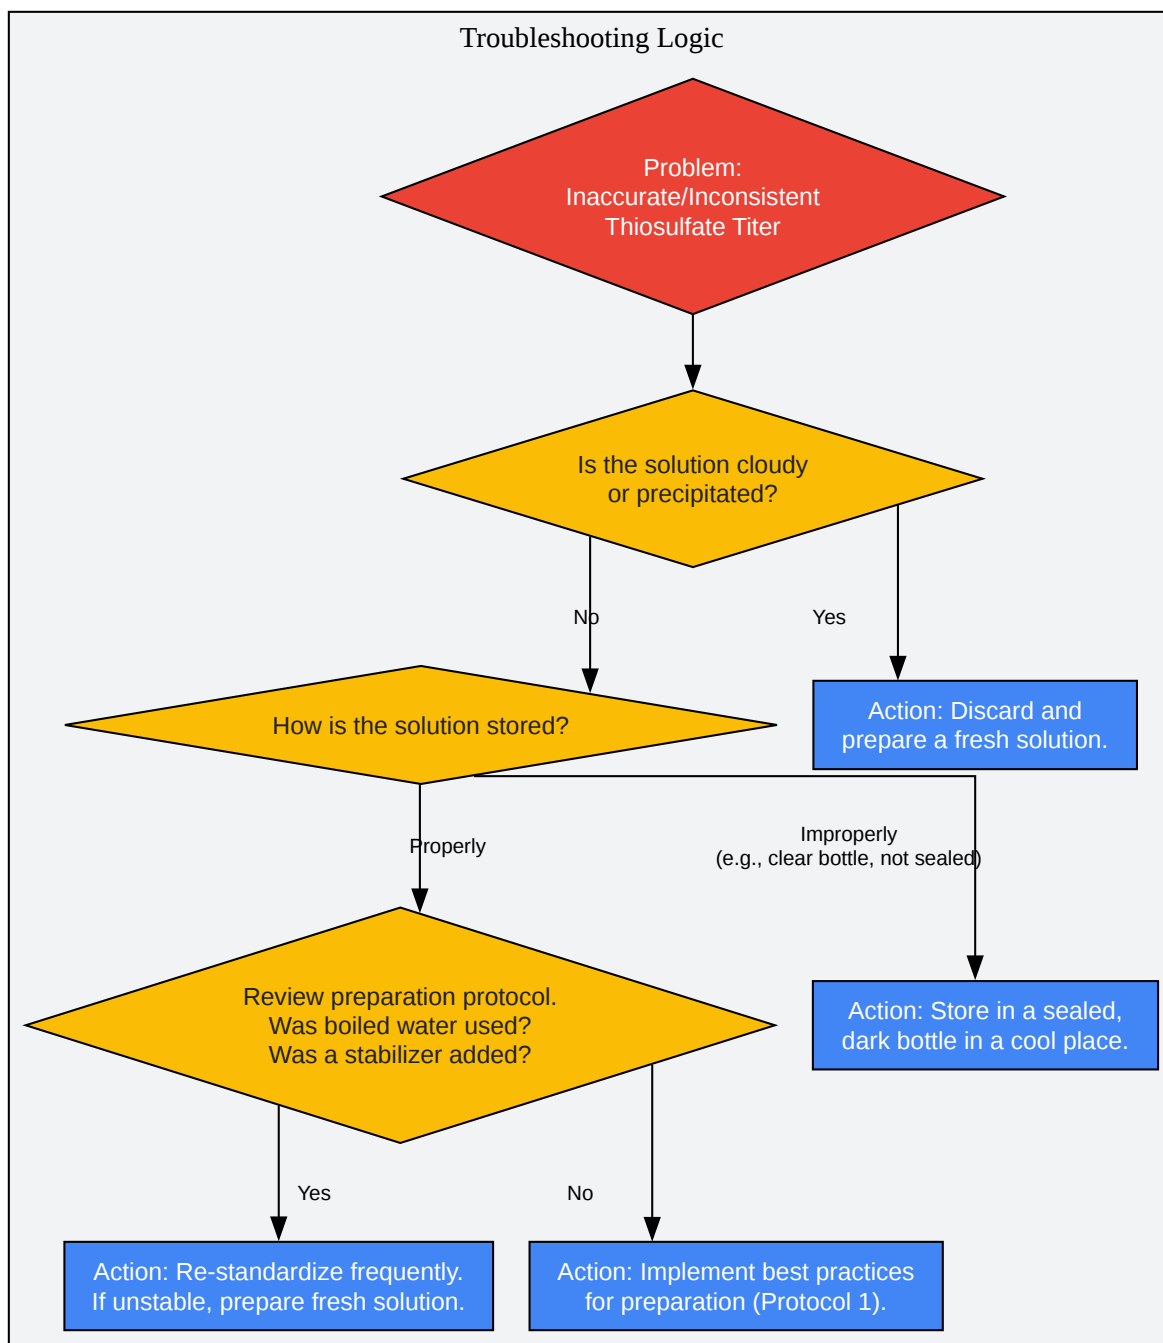 Troubleshooting Logic
Problem:
Inaccurate/Inconsistent
Thiosulfate Titer
Is the solution cloudy
or precipitated?
No
Yes
How is the solution stored?
Action: Discard and
prepare a fresh solution.
Properly
Improperly
(e.g., clear bottle, not sealed)
Review preparation protocol.
Was boiled water used?
Was a stabilizer added?
Action: Store in a sealed,
dark bottle in a cool place.
Yes
No
Action: Re-standardize frequently.
If unstable, prepare fresh solution.
Action: Implement best practices
for preparation (Protocol 1).